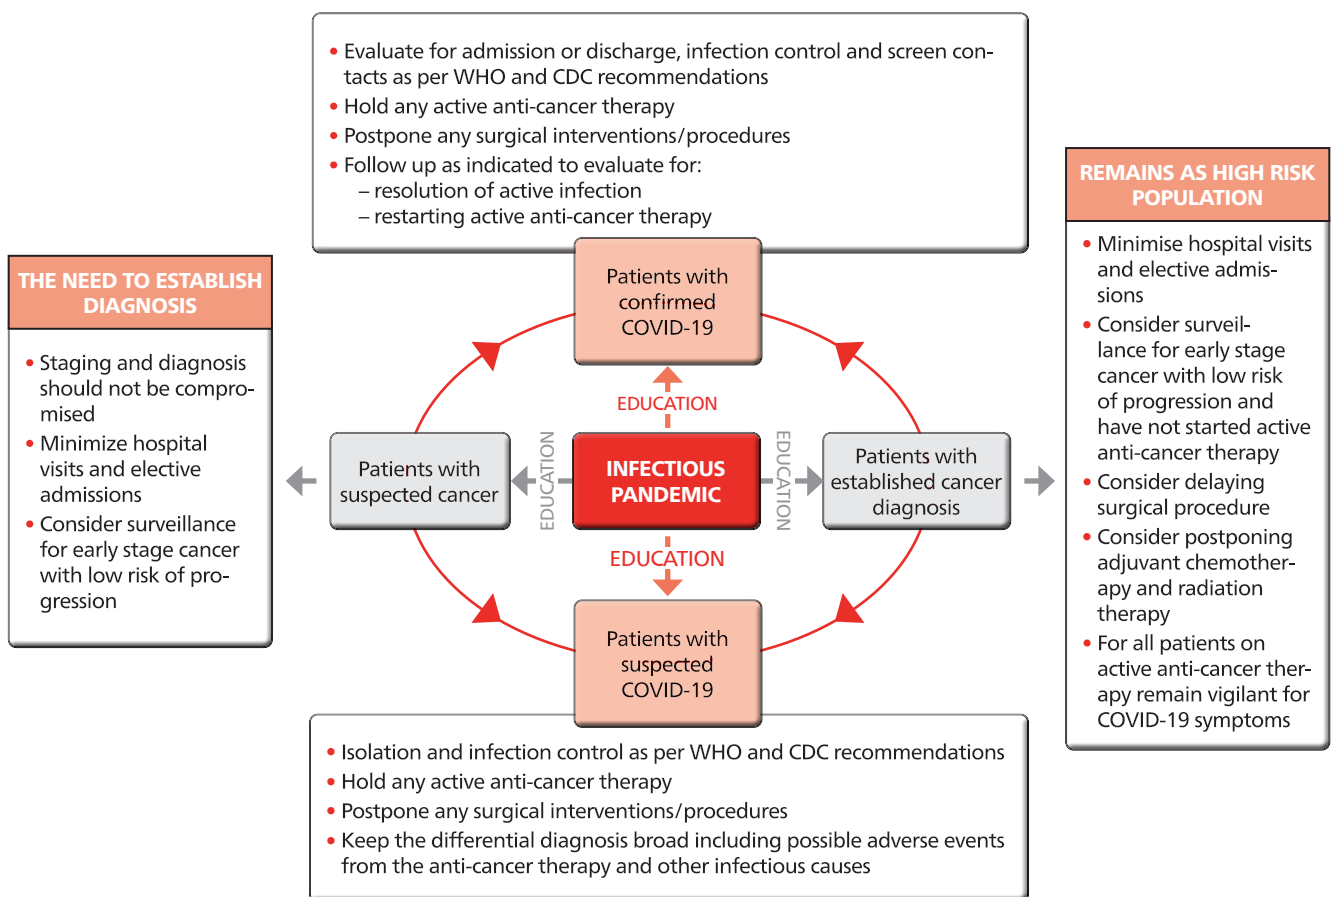 • Evaluate for admission or discharge, infection control and screen con-
tacts as per WHO and CDC recommendations
• Hold any active anti-cancer therapy
• Postpone any surgical interventions/procedures
• Follow up as indicated to evaluate for:
– resolution of active infection
– restarting active anti-cancer therapy
THE NEED TO ESTABLISH
DIAGNOSIS
• Staging and diagnosis
should not be compro-
mised
• Minimize hospital
visits and elective
admissions
• Consider surveillance
for early stage cancer
with low risk of pro-
gression
Patients with
confirmed
COVID-19
EDUCATION
Patients with
suspected cancer
EDUCATION
INFECTIOUS
PANDEMIC
EDUCATION
Patients with
established cancer
diagnosis
EDUCATION
Patients with
suspected
COVID-19
REMAINS AS HIGH RISK
POPULATION
• Minimise hospital visits
and elective admis-
sions
• Consider surveil-
lance for early stage
cancer with low risk
of progression and
have not started active
anti-cancer therapy
• Consider delaying
surgical procedure
• Consider postponing
adjuvant chemother-
apy and radiation
therapy
• For all patients on
active anti-cancer ther-
apy remain vigilant for
COVID-19 symptoms
• Isolation and infection control as per WHO and CDC recommendations
• Hold any active anti-cancer therapy
• Postpone any surgical interventions/procedures
• Keep the differential diagnosis broad including possible adverse events
from the anti-cancer therapy and other infectious causes